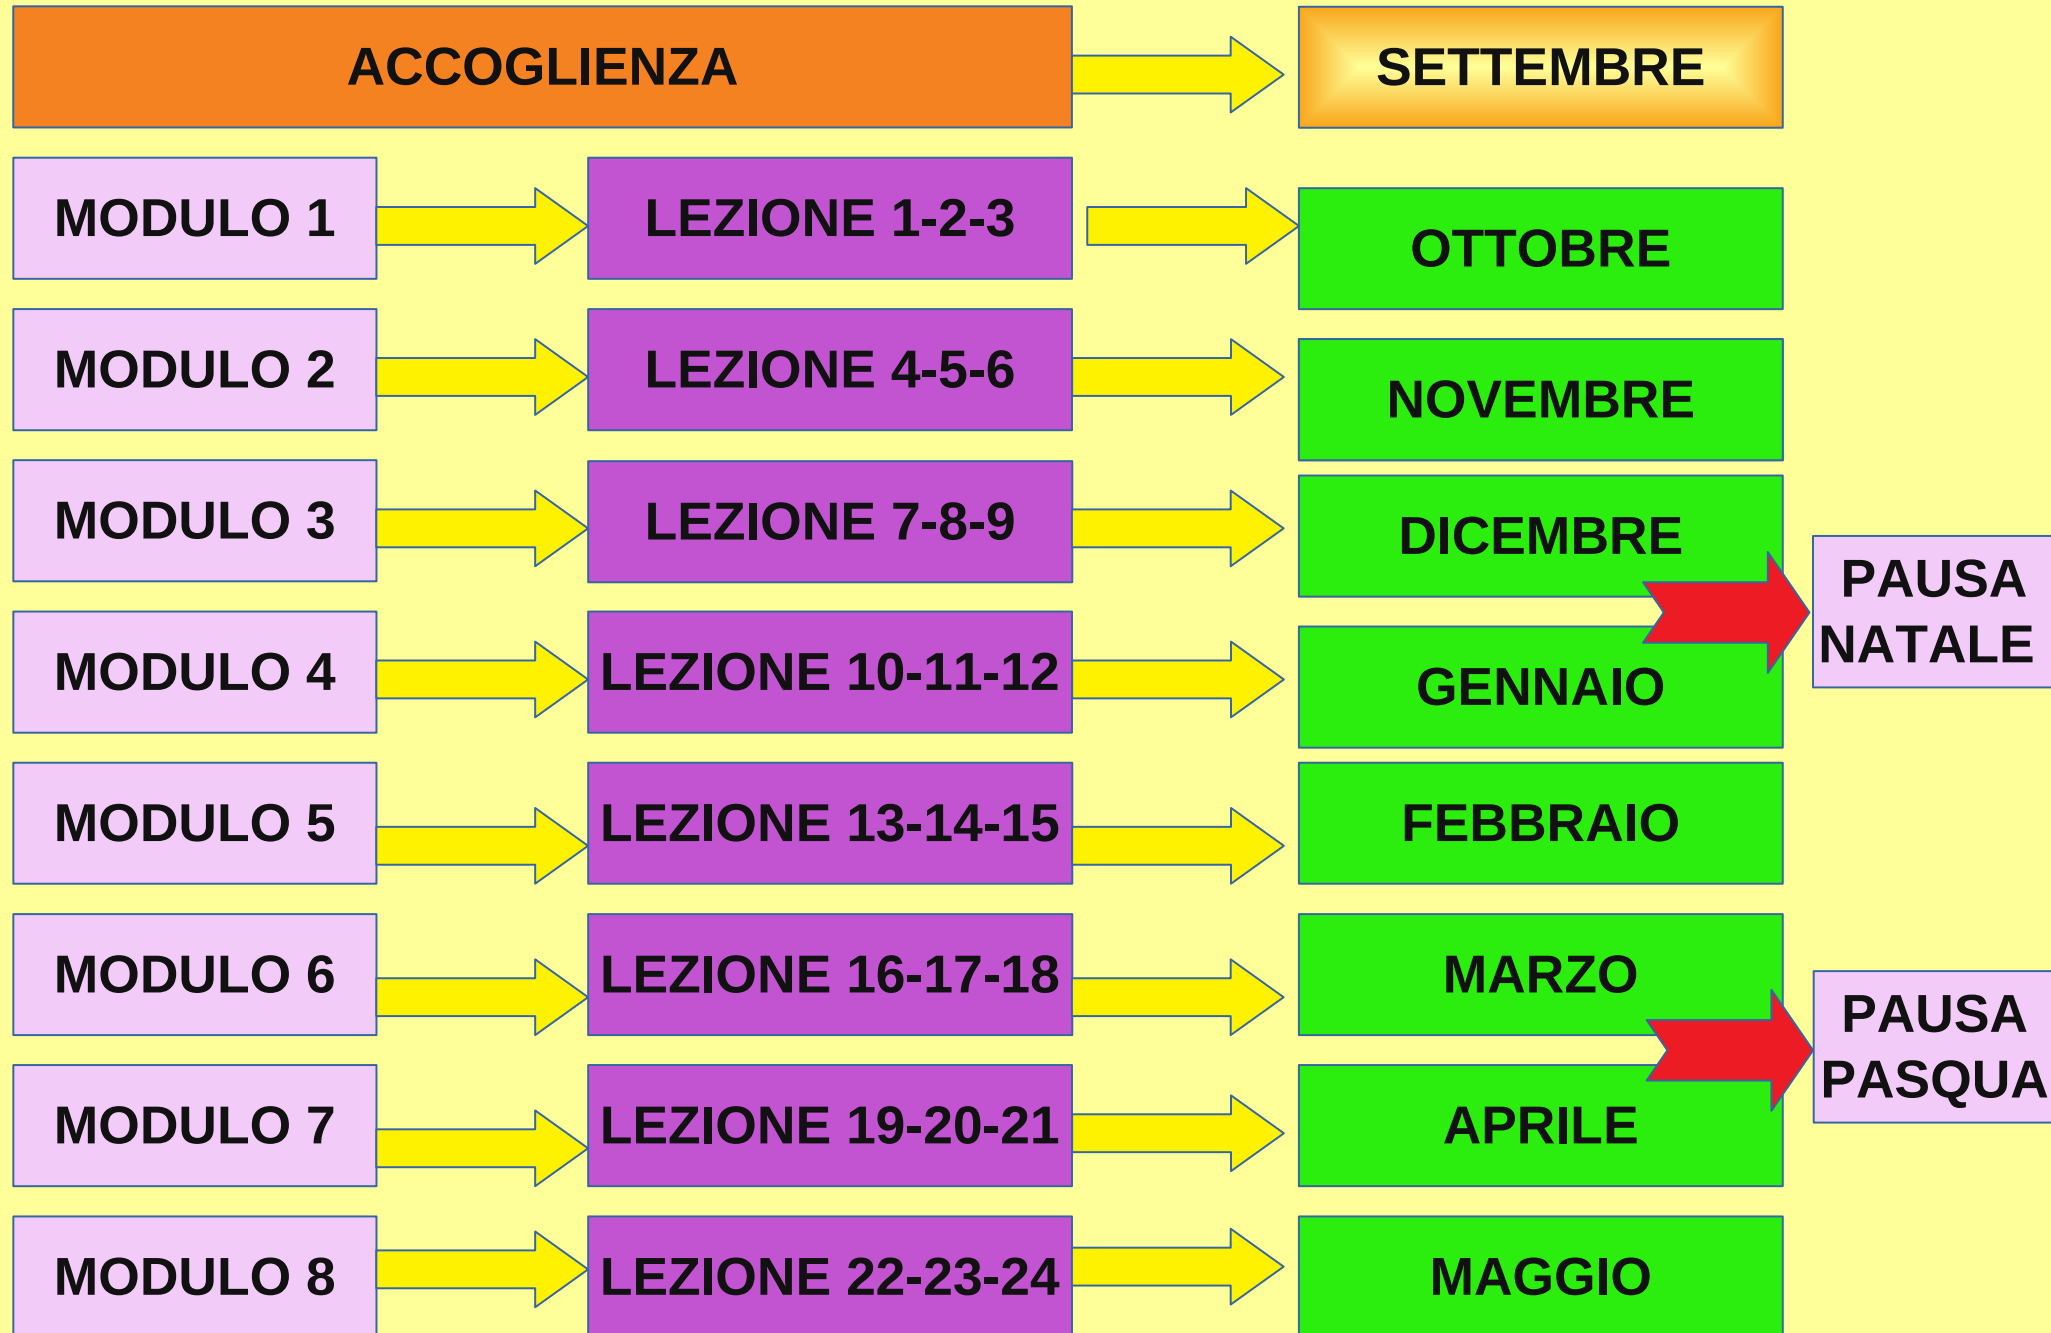 ACCOGLIENZA
SETTEMBRE
MODULO 1
LEZIONE 1-2-3
OTTOBRE
MODULO 2
LEZIONE 4-5-6
NOVEMBRE
MODULO 3
LEZIONE 7-8-9
DICEMBRE
PAUSA
NATALE
MODULO 4
LEZIONE 10-11-12
GENNAIO
MODULO 5
LEZIONE 13-14-15
FEBBRAIO
MODULO 6
LEZIONE 16-17-18
MARZO
PAUSA
PASQUA
MODULO 7
LEZIONE 19-20-21
APRILE
MODULO 8
LEZIONE 22-23-24
MAGGIO